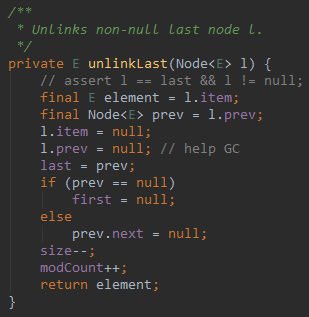 /**
 * Unlinks non-null last node l.
 */
private E unlinkLast(Node<E> l) {
    // assert l == last && l != null;
    final E element = l.item;
    final Node<E> prev = l.prev;
    l.item = null;
    l.prev = null; // help GC
    last = prev;
    if (prev == null)
        first = null;
    else
        prev.next = null;
    size--;
    modCount++;
    return element;
}